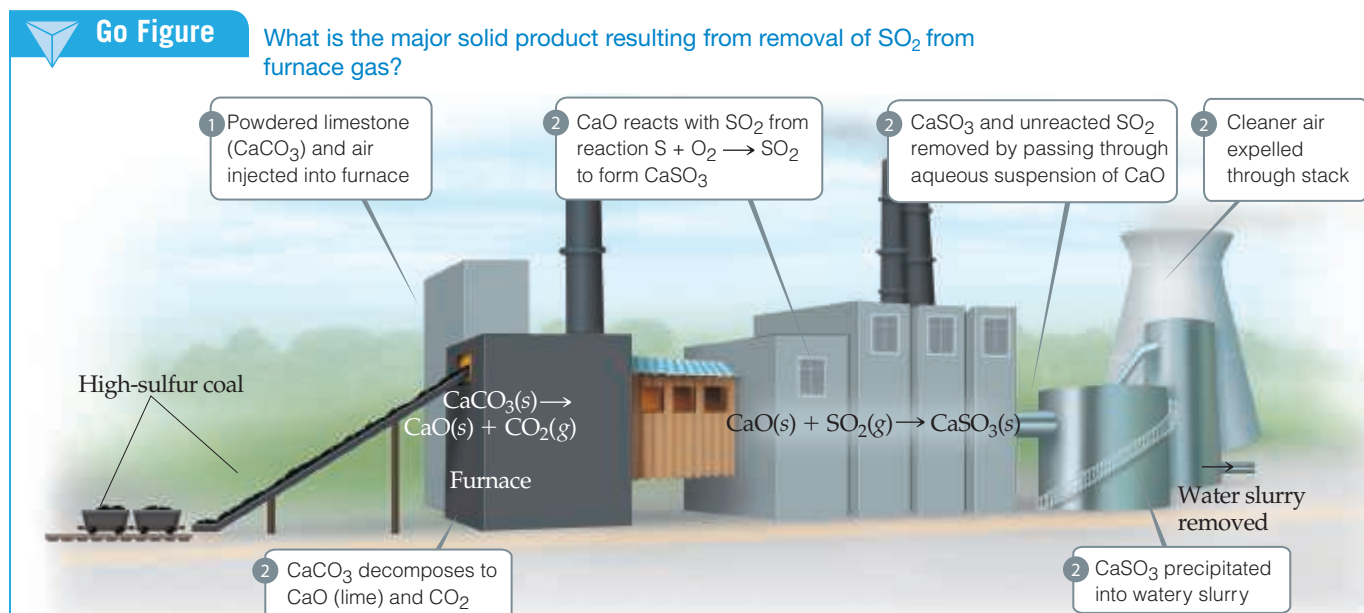 Go Figure
What is the major solid product resulting from removal of SO₂ from
furnace gas?
1 Powdered limestone
(CaCO₃) and air
injected into furnace
2 CaO reacts with SO₂ from
reaction S + O₂ ⟶ SO₂
to form CaSO₃
2 CaSO₃ and unreacted SO₂
removed by passing through
aqueous suspension of CaO
2 Cleaner air
expelled
through stack
High-sulfur coal
CaCO₃(s) ⟶
CaO(s) + CO₂(g)
Furnace
CaO(s) + SO₂(g) ⟶ CaSO₃(s)
Water slurry
removed
2 CaCO₃ decomposes to
CaO (lime) and CO₂
2 CaSO₃ precipitated
into watery slurry